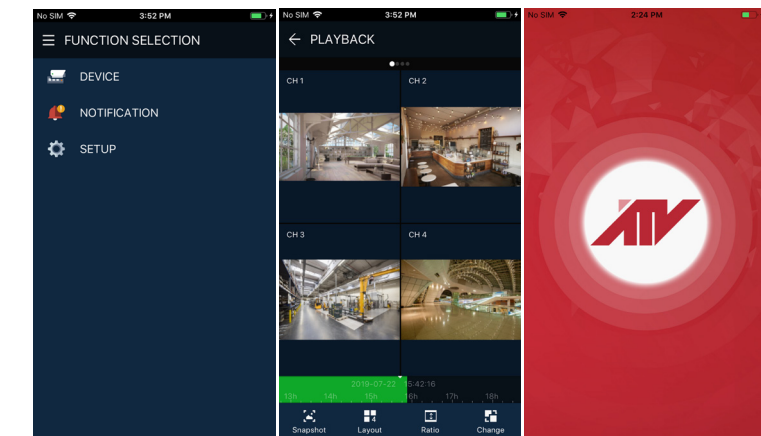 No SIM 3:52 PM
FUNCTION SELECTION
DEVICE
NOTIFICATION
SETUP
No SIM 3:52 PM
PLAYBACK
CH 1
CH 2
CH 3
CH 4
2019-07-22 15:42:16
13h 14h 15h 16h 17h 18h
4
Snapshot Layout Ratio Change
No SIM 2:24 PM
ATV